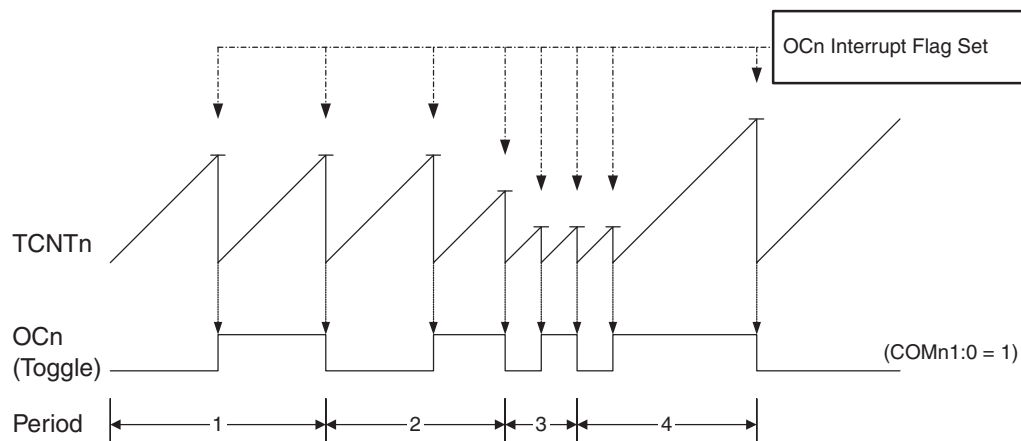 OCn Interrupt Flag Set
TCNTn
OCn
(Toggle)
(COMn1:0 = 1)
Period
1
2
3
4